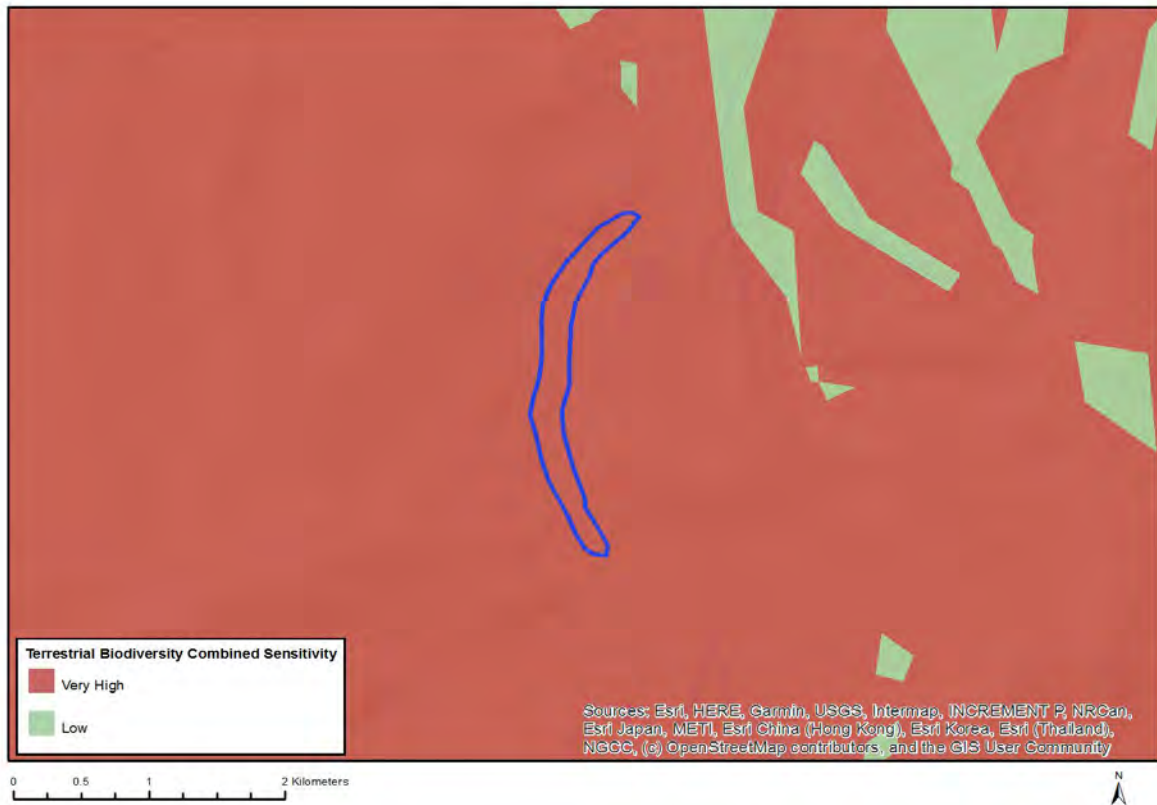 Terrestrial Biodiversity Combined Sensitivity
Very High
Low
Sources: Esri, HERE, Garmin, USGS, Intermap, INCREMENT P, NRCan,
Esri Japan, METI, Esri China (Hong Kong), Esri Korea, Esri (Thailand),
NGCC, (c) OpenStreetMap contributors, and the GIS User Community
0 0.5 1 2 Kilometers
N